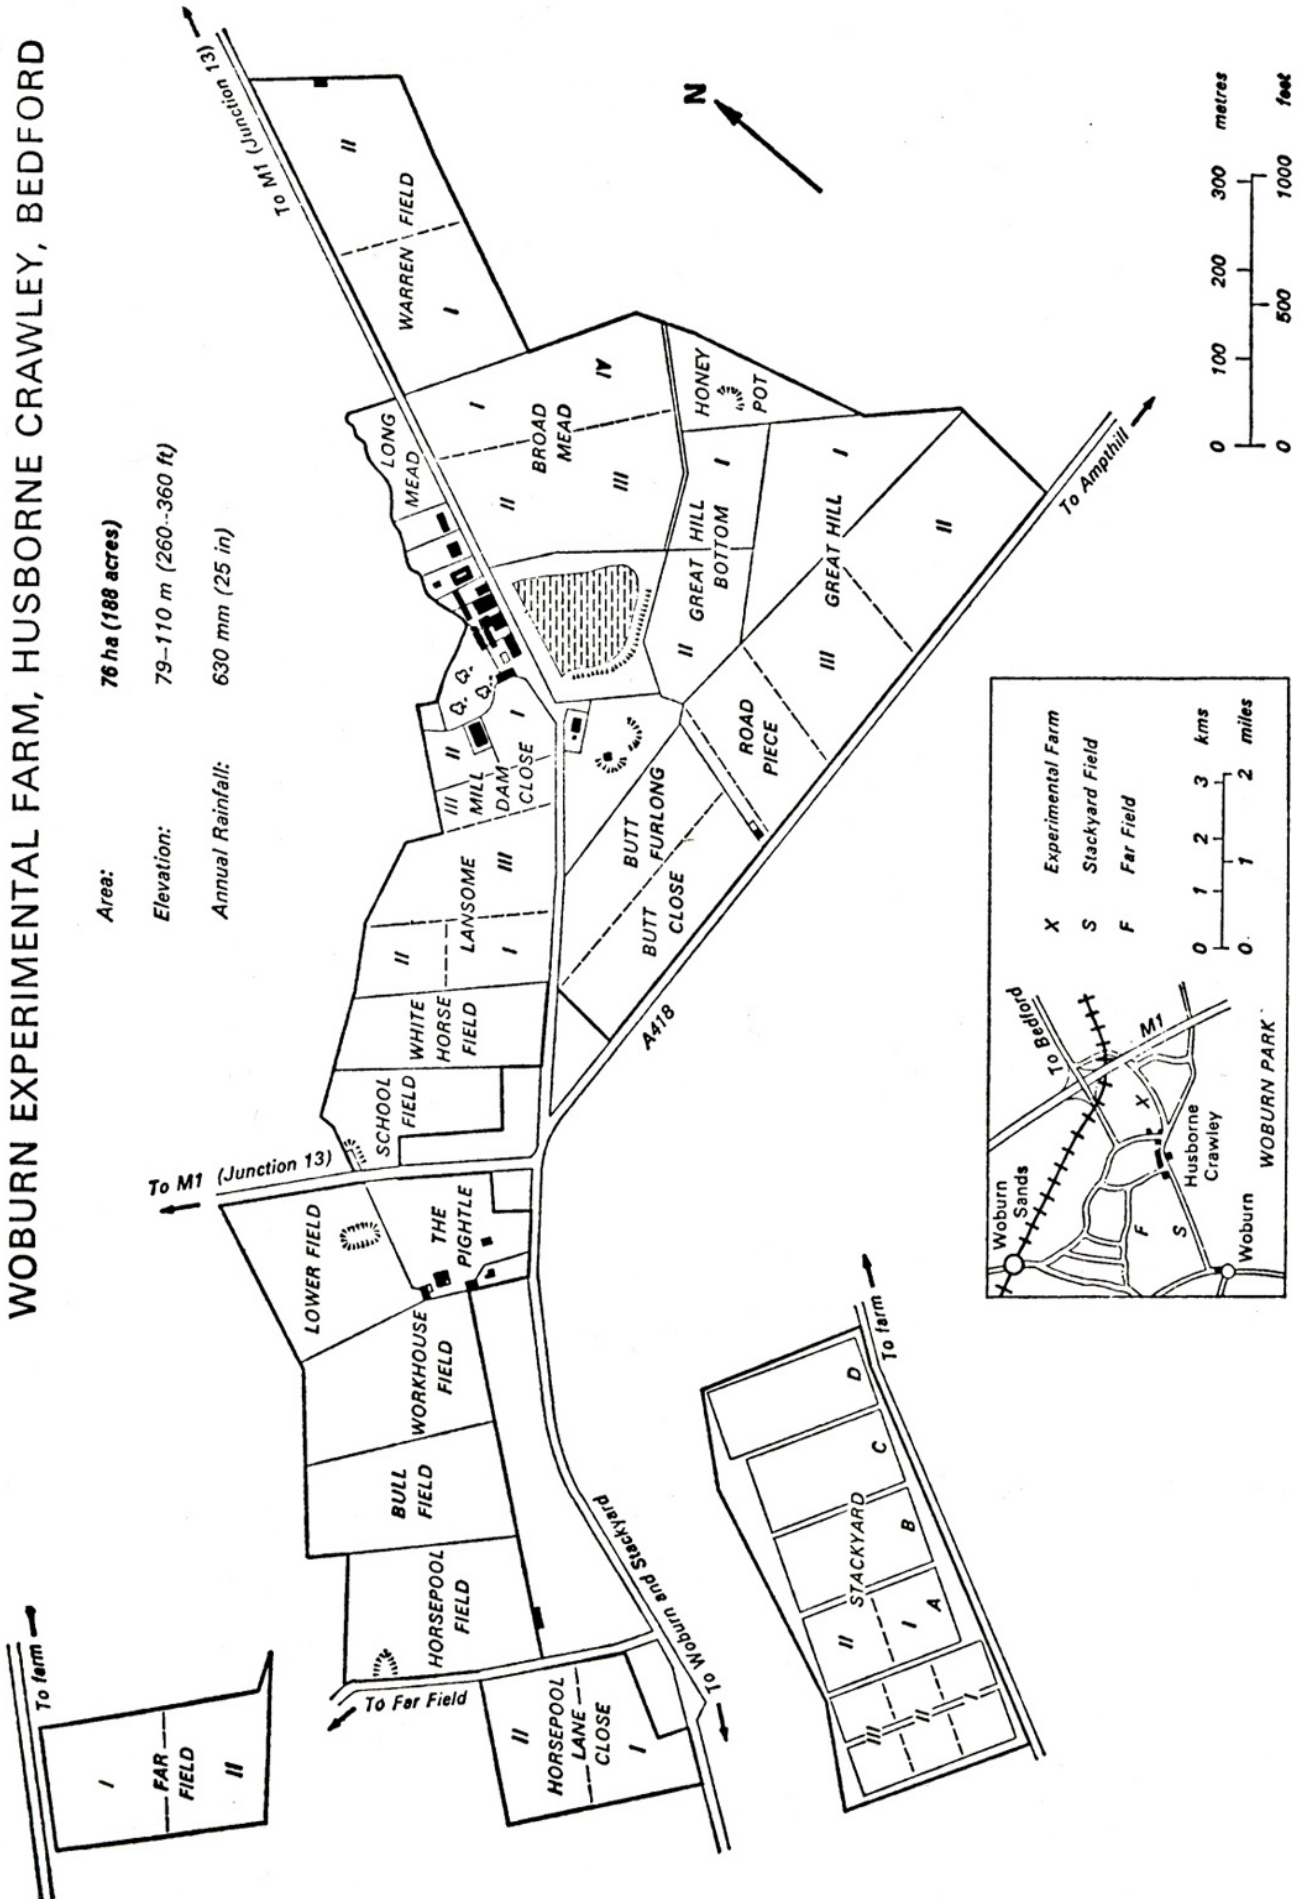 WOBURN EXPERIMENTAL FARM, HUSBORNE CRAWLEY, BEDFORD
Area:
76 ha (188 acres)
Elevation:
79–110 m (260--360 ft)
Annual Rainfall:
630 mm (25 in)
To farm
I
FAR
FIELD
II
To Far Field
HORSEPOOL
LANE
CLOSE
II
I
HORSEPOOL
FIELD
BULL
FIELD
WORKHOUSE
FIELD
LOWER FIELD
THE
PIGHTLE
To M1 (Junction 13)
SCHOOL
FIELD
WHITE
HORSE
FIELD
LANSOME
II
I
III
MILL
DAM
CLOSE
III
II
I
LONG
MEAD
To M1 (Junction 13)
WARREN FIELD
I
II
BROAD
MEAD
I
II
III
IV
HONEY
POT
GREAT HILL
BOTTOM
I
II
GREAT HILL
I
II
III
ROAD
PIECE
BUTT
FURLONG
BUTT
CLOSE
A418
To Ampthill
N
To Woburn and Stackyard
To Woburn and Stackyard
STACKYARD
D
C
B
A
II
I
III
II
I
To farm
0 100 200 300 metres
0 500 1000 feet
X Experimental Farm
S Stackyard Field
F Far Field
0 1 2 3 kms
0 1 2 miles
Woburn
Sands
To Bedford
M1
X
F
S
Husborne
Crawley
Woburn
WOBURN PARK